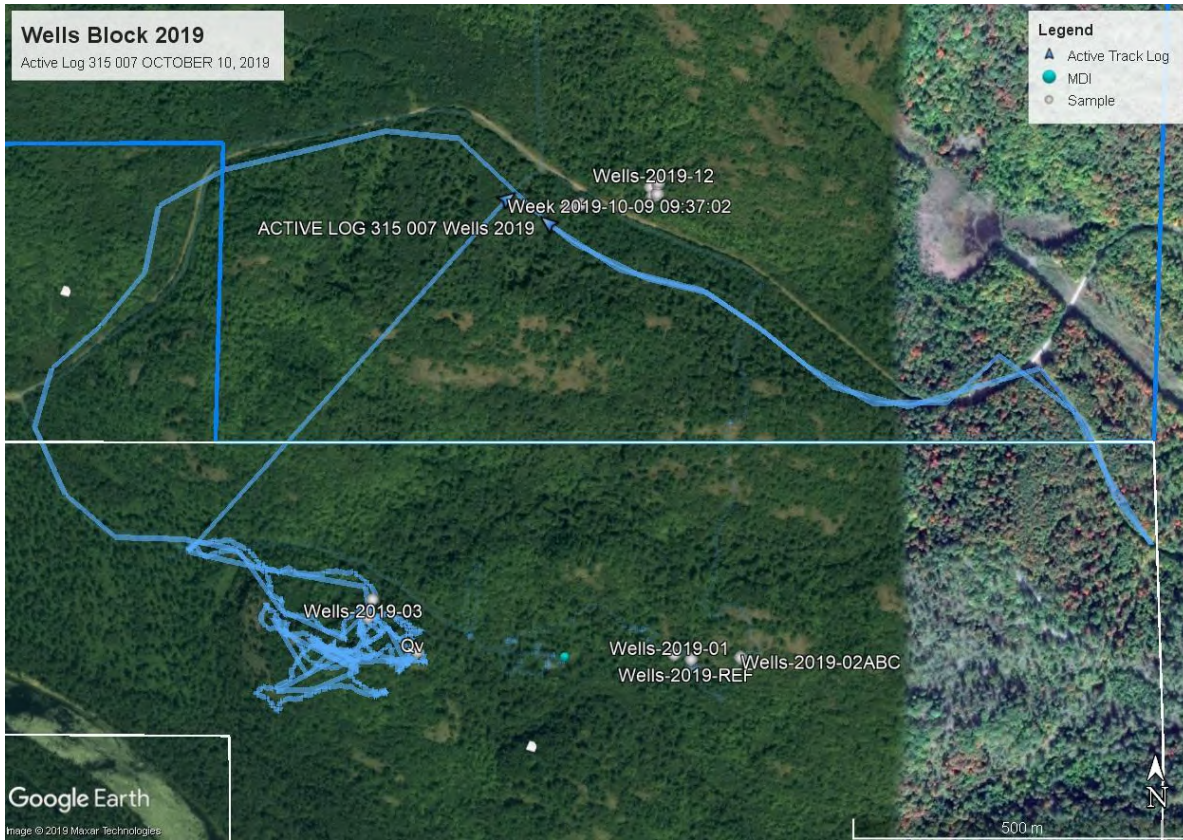 Wells Block 2019
Active Log 315 007 OCTOBER 10, 2019
Legend
Active Track Log
MDI
Sample
Wells-2019-12
Week 2019-10-09 09:37:02
ACTIVE LOG 315 007 Wells 2019
Wells-2019-03
Qv
Wells-2019-01
Wells-2019-02ABC
Wells-2019-REF
Google Earth
Image © 2019 Maxar Technologies
N
500 m